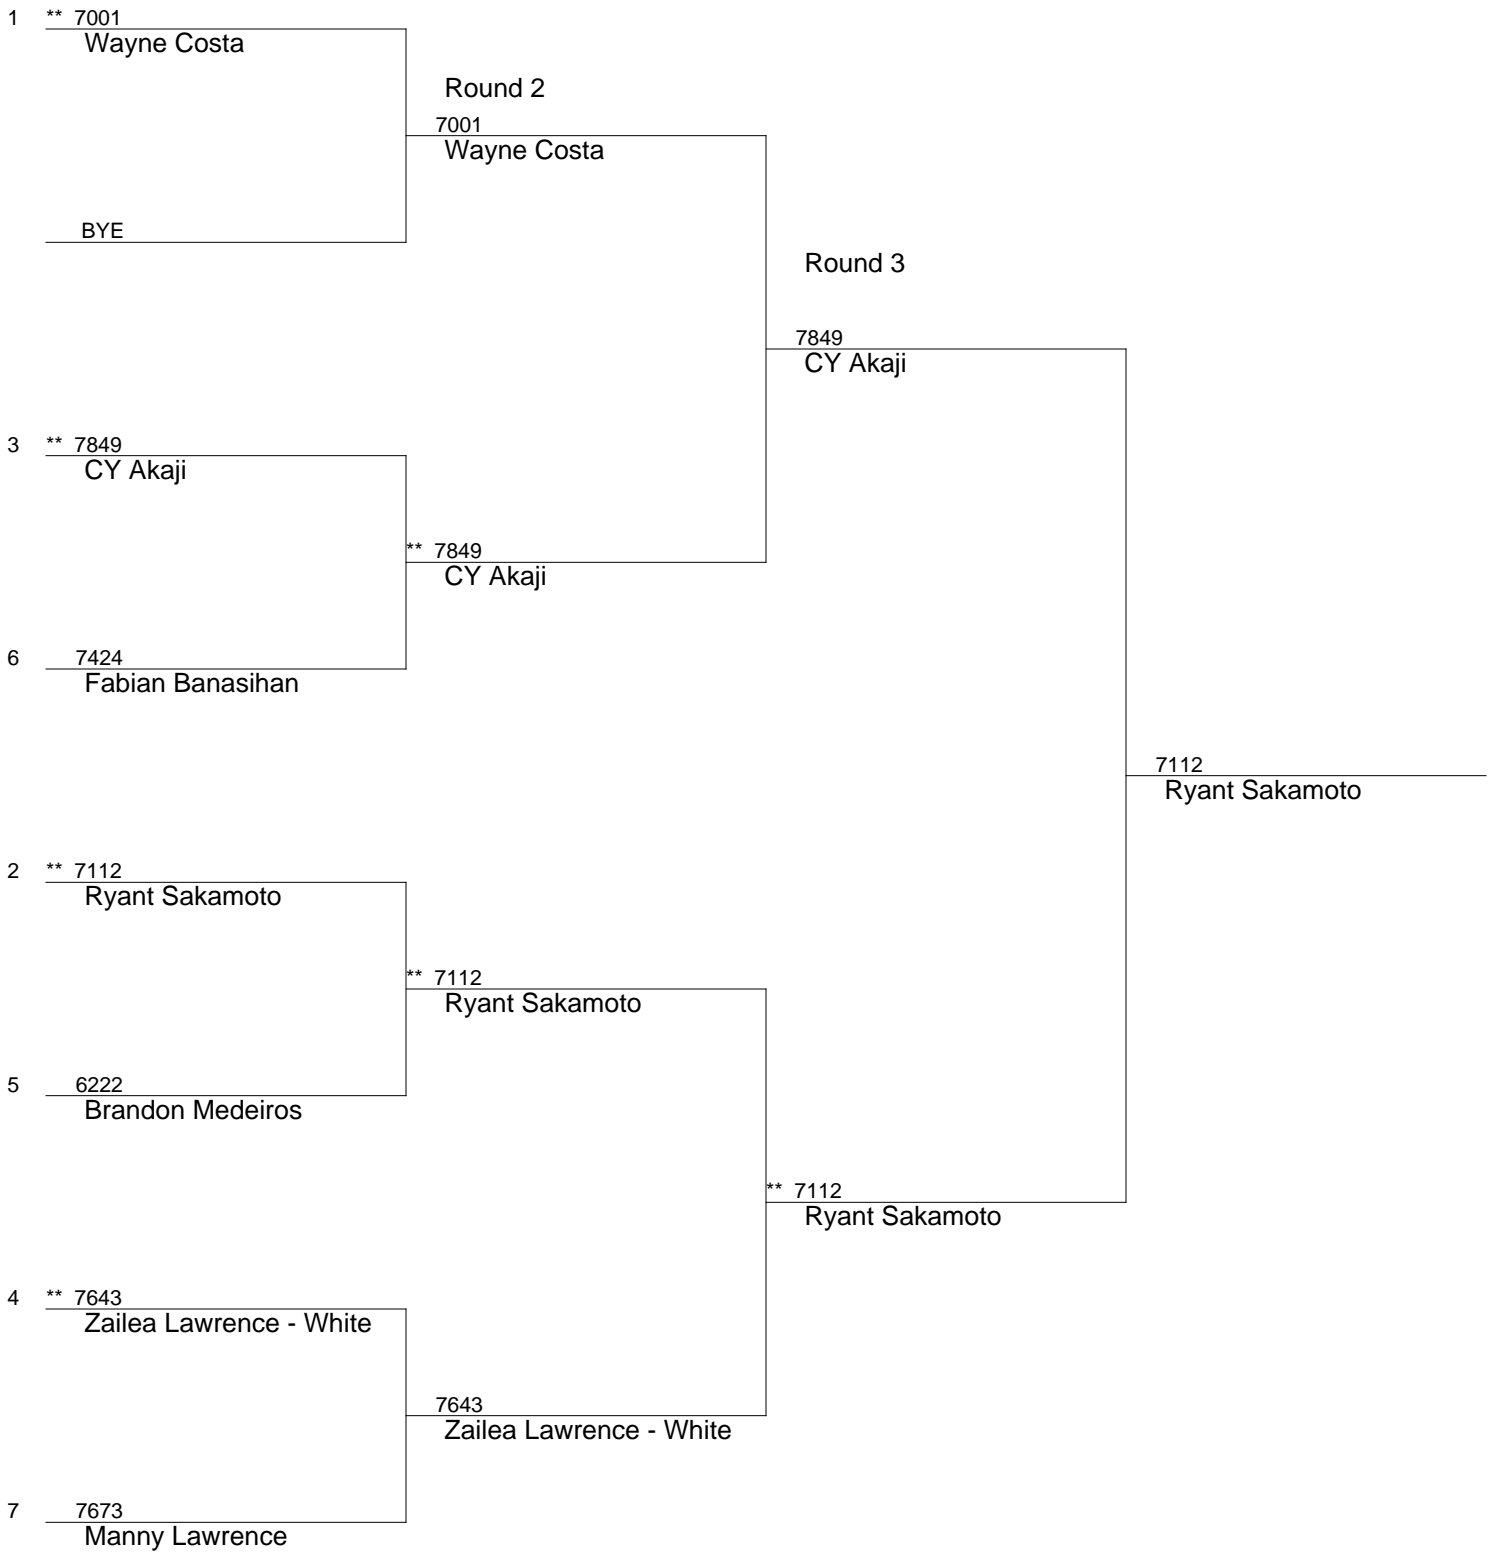 1 ** 7001
Wayne Costa
Round 2
7001
Wayne Costa
BYE
Round 3
7849
CY Akaji
3 ** 7849
CY Akaji
** 7849
CY Akaji
6 7424
Fabian Banasihan
7112
Ryant Sakamoto
2 ** 7112
Ryant Sakamoto
** 7112
Ryant Sakamoto
5 6222
Brandon Medeiros
** 7112
Ryant Sakamoto
4 ** 7643
Zailea Lawrence - White
7643
Zailea Lawrence - White
7 7673
Manny Lawrence